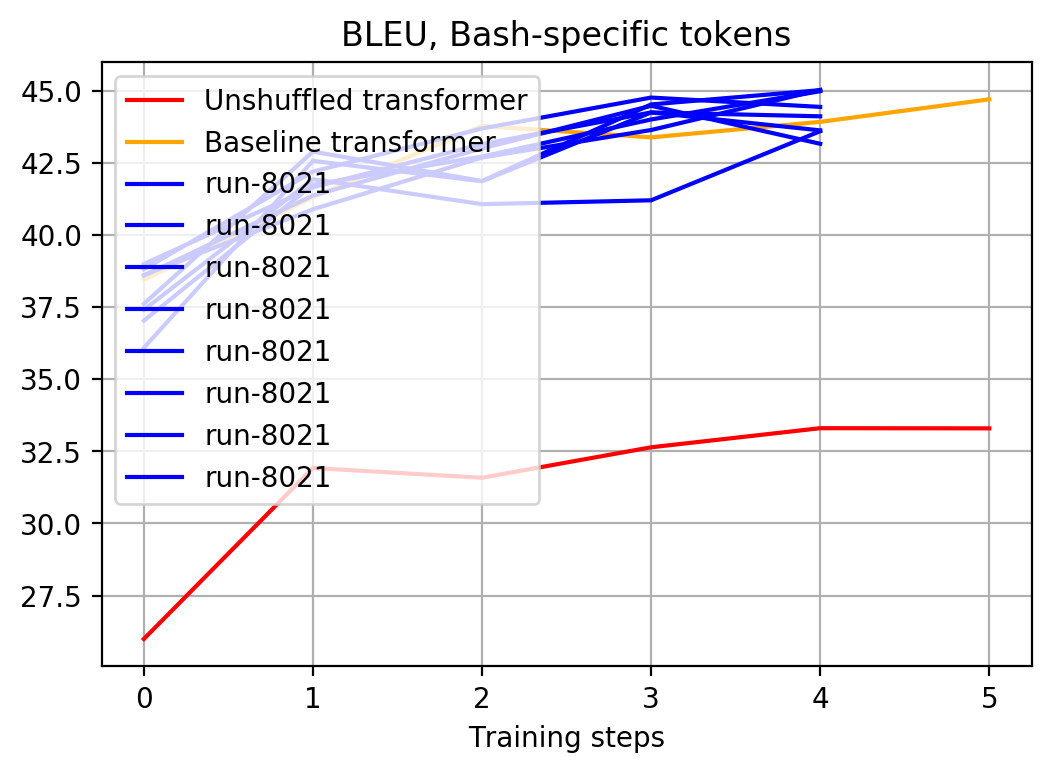 BLEU, Bash-specific tokens
45.0
42.5
40.0
37.5
35.0
32.5
30.0
27.5
Unshuffled transformer
Baseline transformer
run-8021
run-8021
run-8021
run-8021
run-8021
run-8021
run-8021
run-8021
0 1 2 3 4 5
Training steps